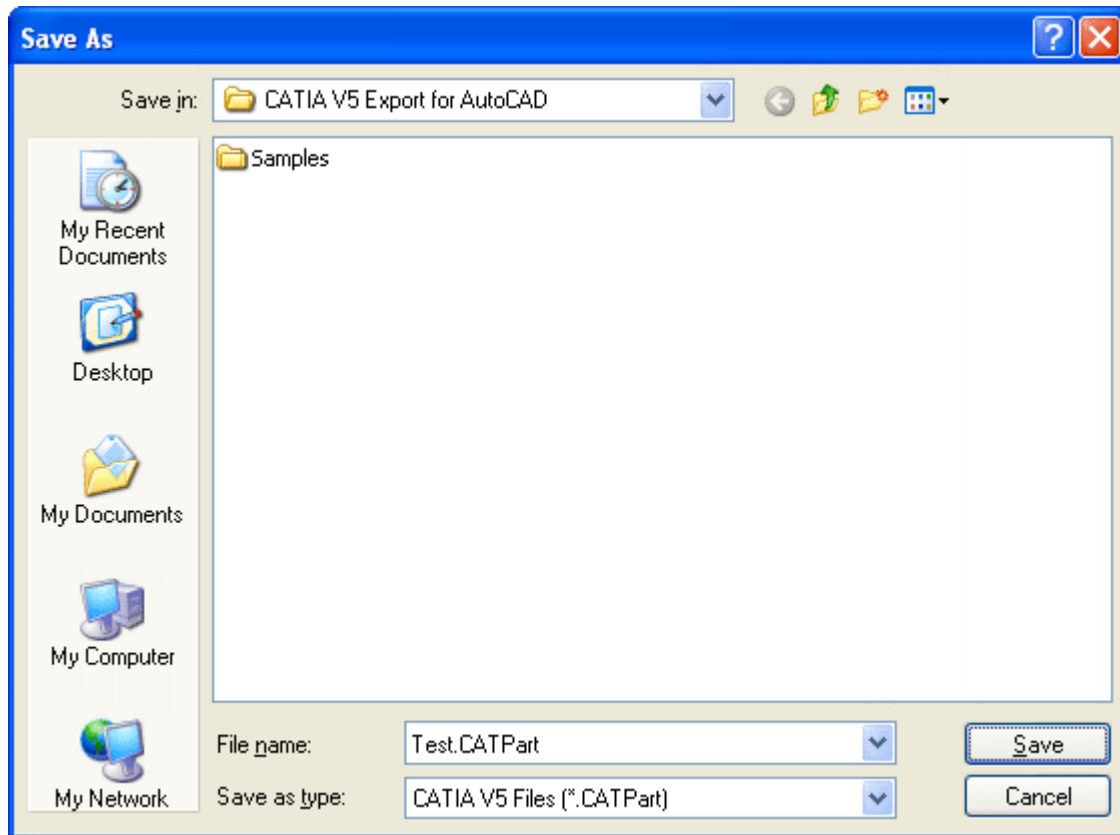 Save As
Save in:
CATIA V5 Export for AutoCAD
Samples
My Recent
Documents
Desktop
My Documents
My Computer
My Network
File name:
Test.CATPart
Save
Save as type:
CATIA V5 Files (*.CATPart)
Cancel